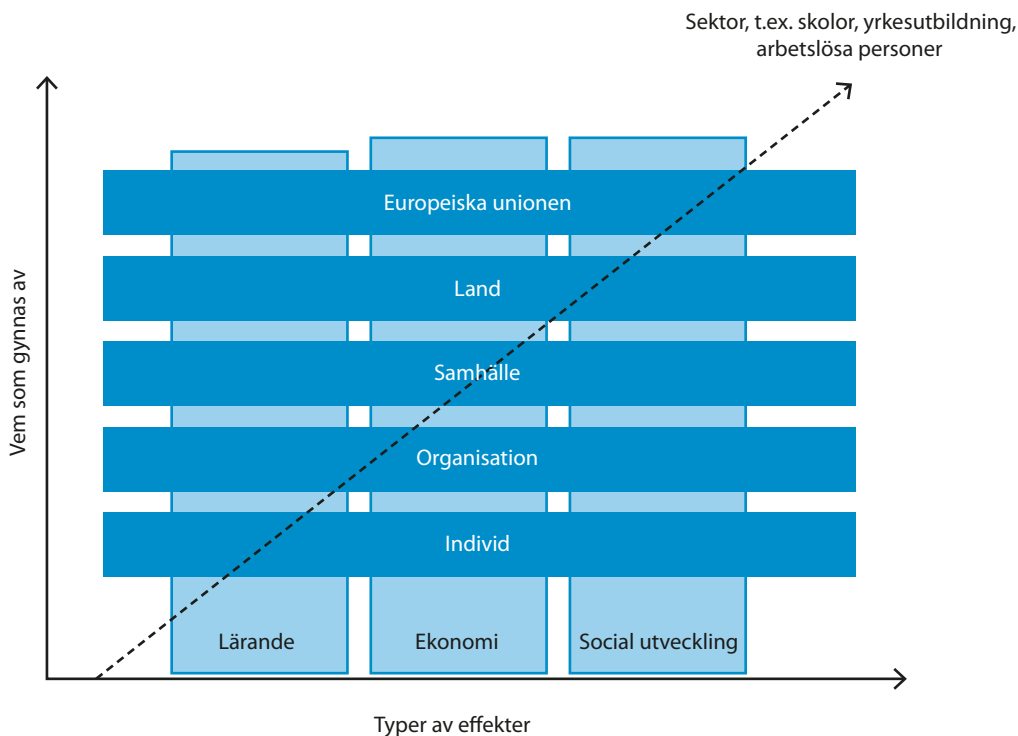 Sektor, t.ex. skolor, yrkesutbildning,
arbetslösa personer
Vem som gynnas av
Europeiska unionen
Land
Samhälle
Organisation
Individ
Lärande
Ekonomi
Social utveckling
Typer av effekter